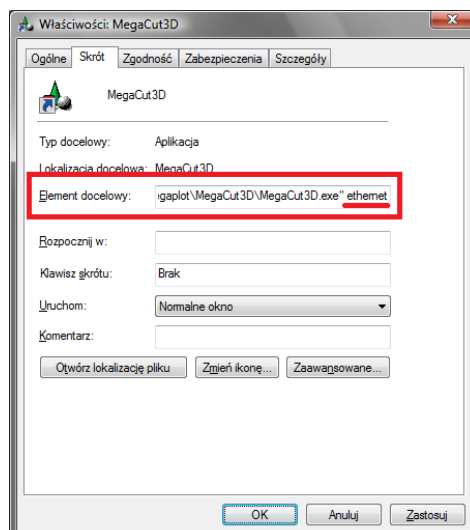 Właściwości: MegaCut3D
Ogólne Skrót Zgodność Zabezpieczenia Szczegóły
MegaCut3D
Typ docelowy: Aplikacja
Lokalizacja docelowa: MegaCut3D
Element docelowy: gaplot\MegaCut3D\MegaCut3D.exe" ethernet
Rozpocznij w:
Klawisz skrótu: Brak
Uruchom: Normalne okno
Komentarz:
Otwórz lokalizację pliku Zmień ikonę... Zaawansowane...
OK Anuluj Zastosuj